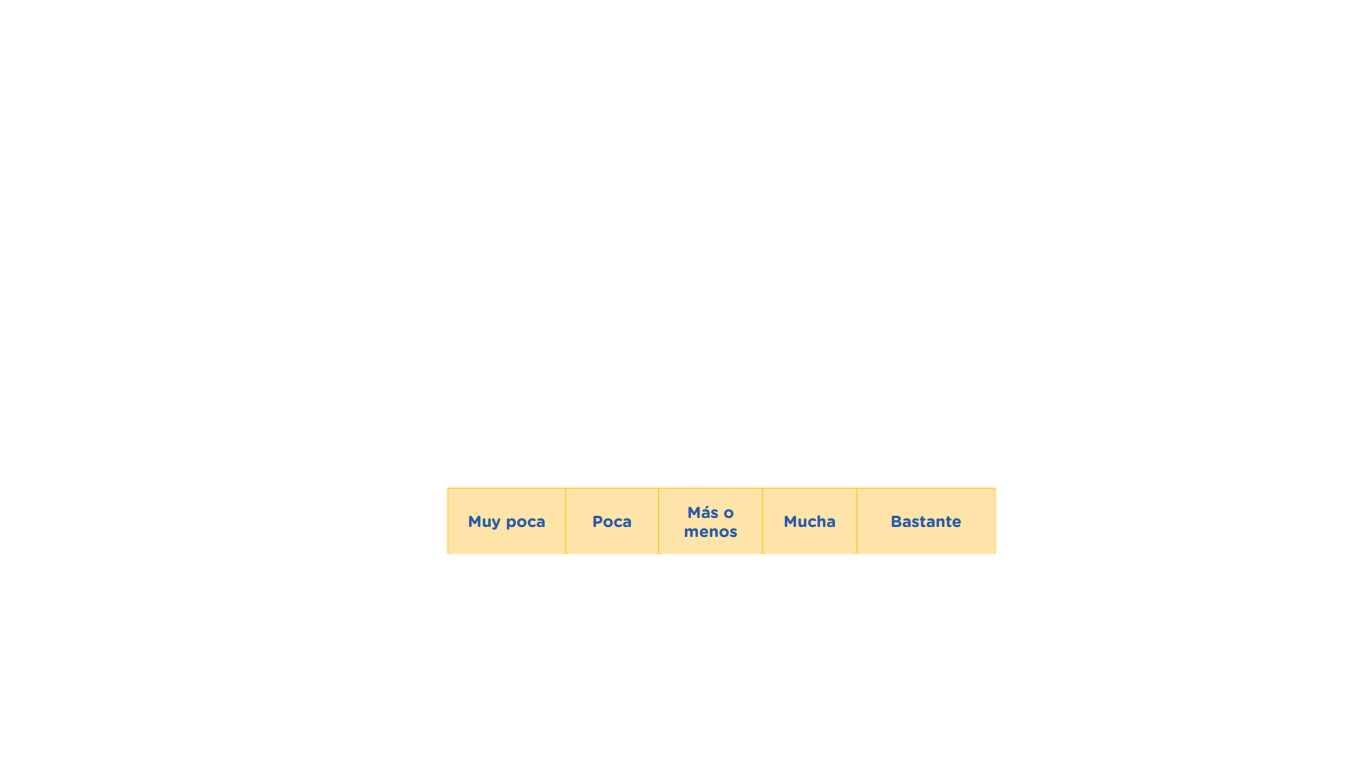 Muy poca
Poca
Más o
menos
Mucha
Bastante